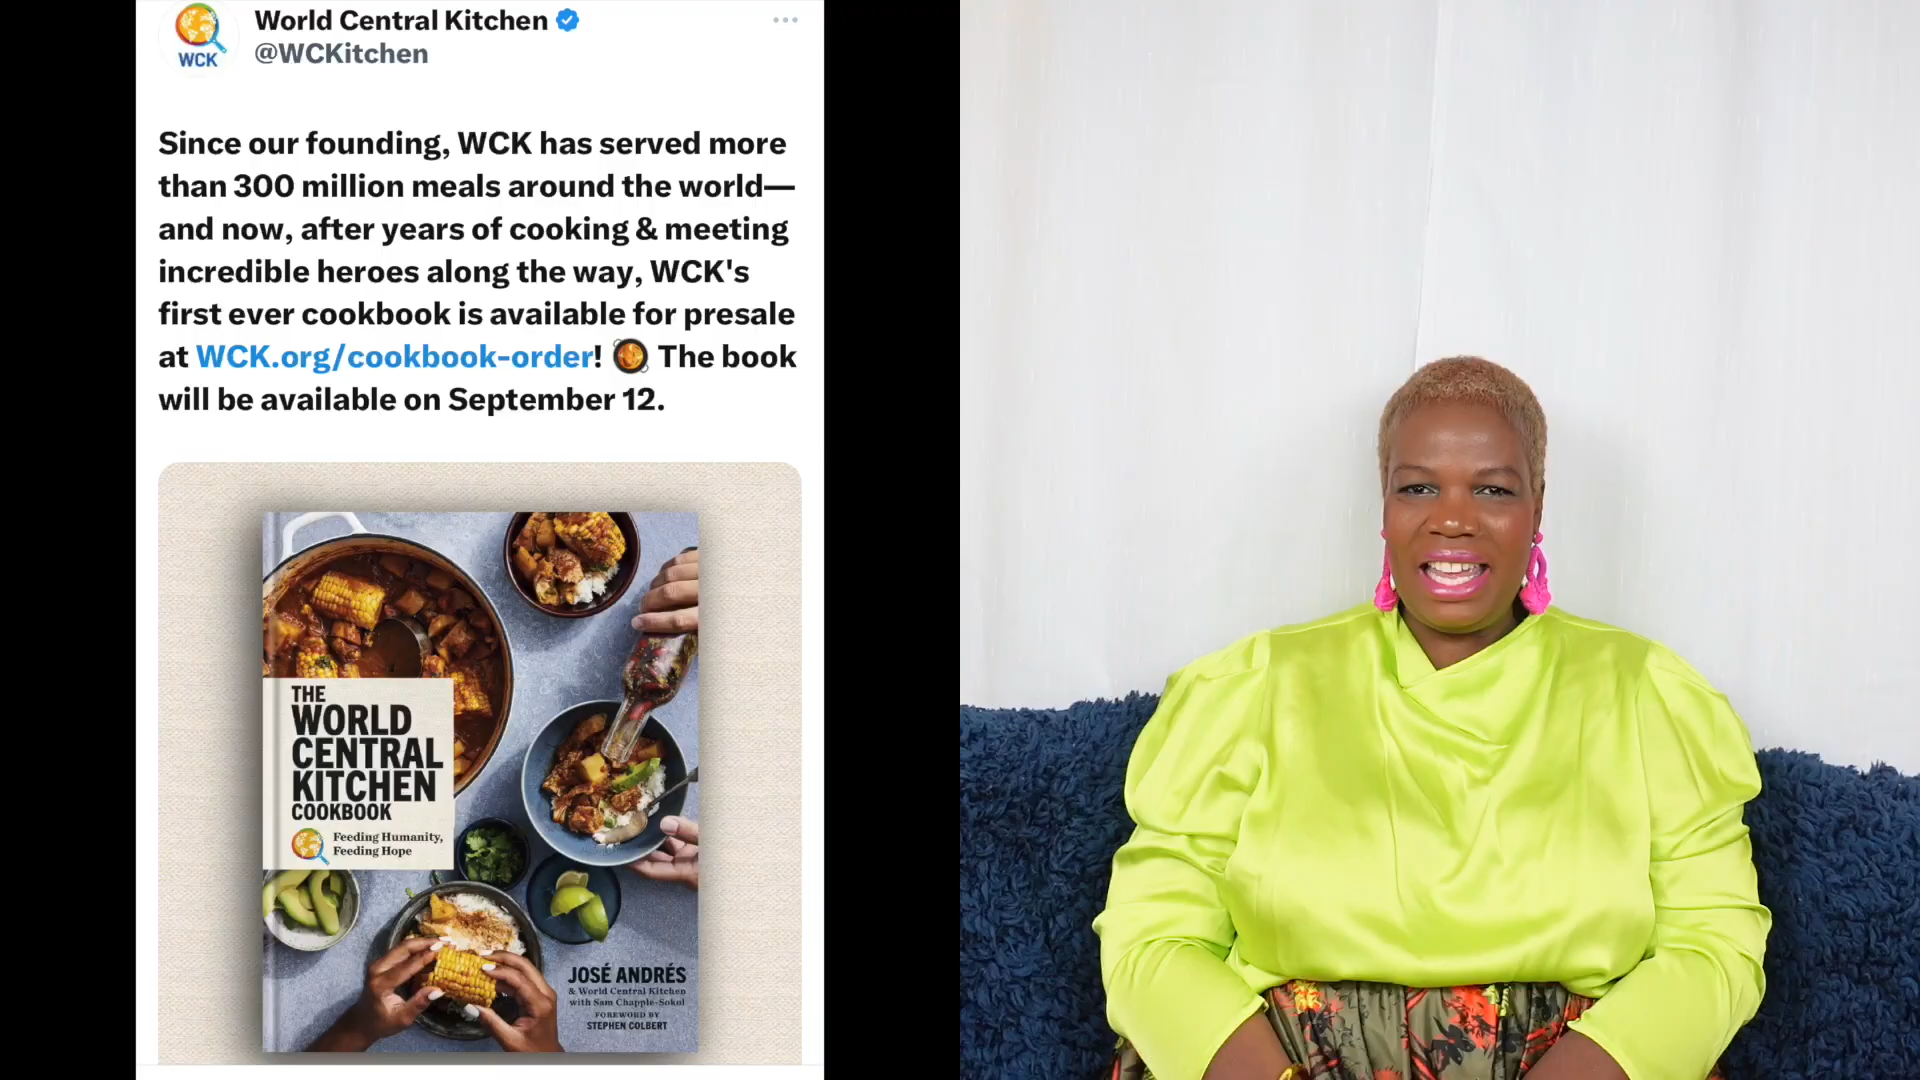 World Central Kitchen
@WCKitchen
WCK
Since our founding, WCK has served more
than 300 million meals around the world—
and now, after years of cooking & meeting
incredible heroes along the way, WCK's
first ever cookbook is available for presale
at WCK.org/cookbook-order! 🥘 The book
will be available on September 12.
THE
WORLD
CENTRAL
KITCHEN
COOKBOOK
Feeding Humanity,
Feeding Hope
JOSÉ ANDRÉS
& World Central Kitchen
with Sam Chapple-Sokol
FOREWORD BY
STEPHEN COLBERT